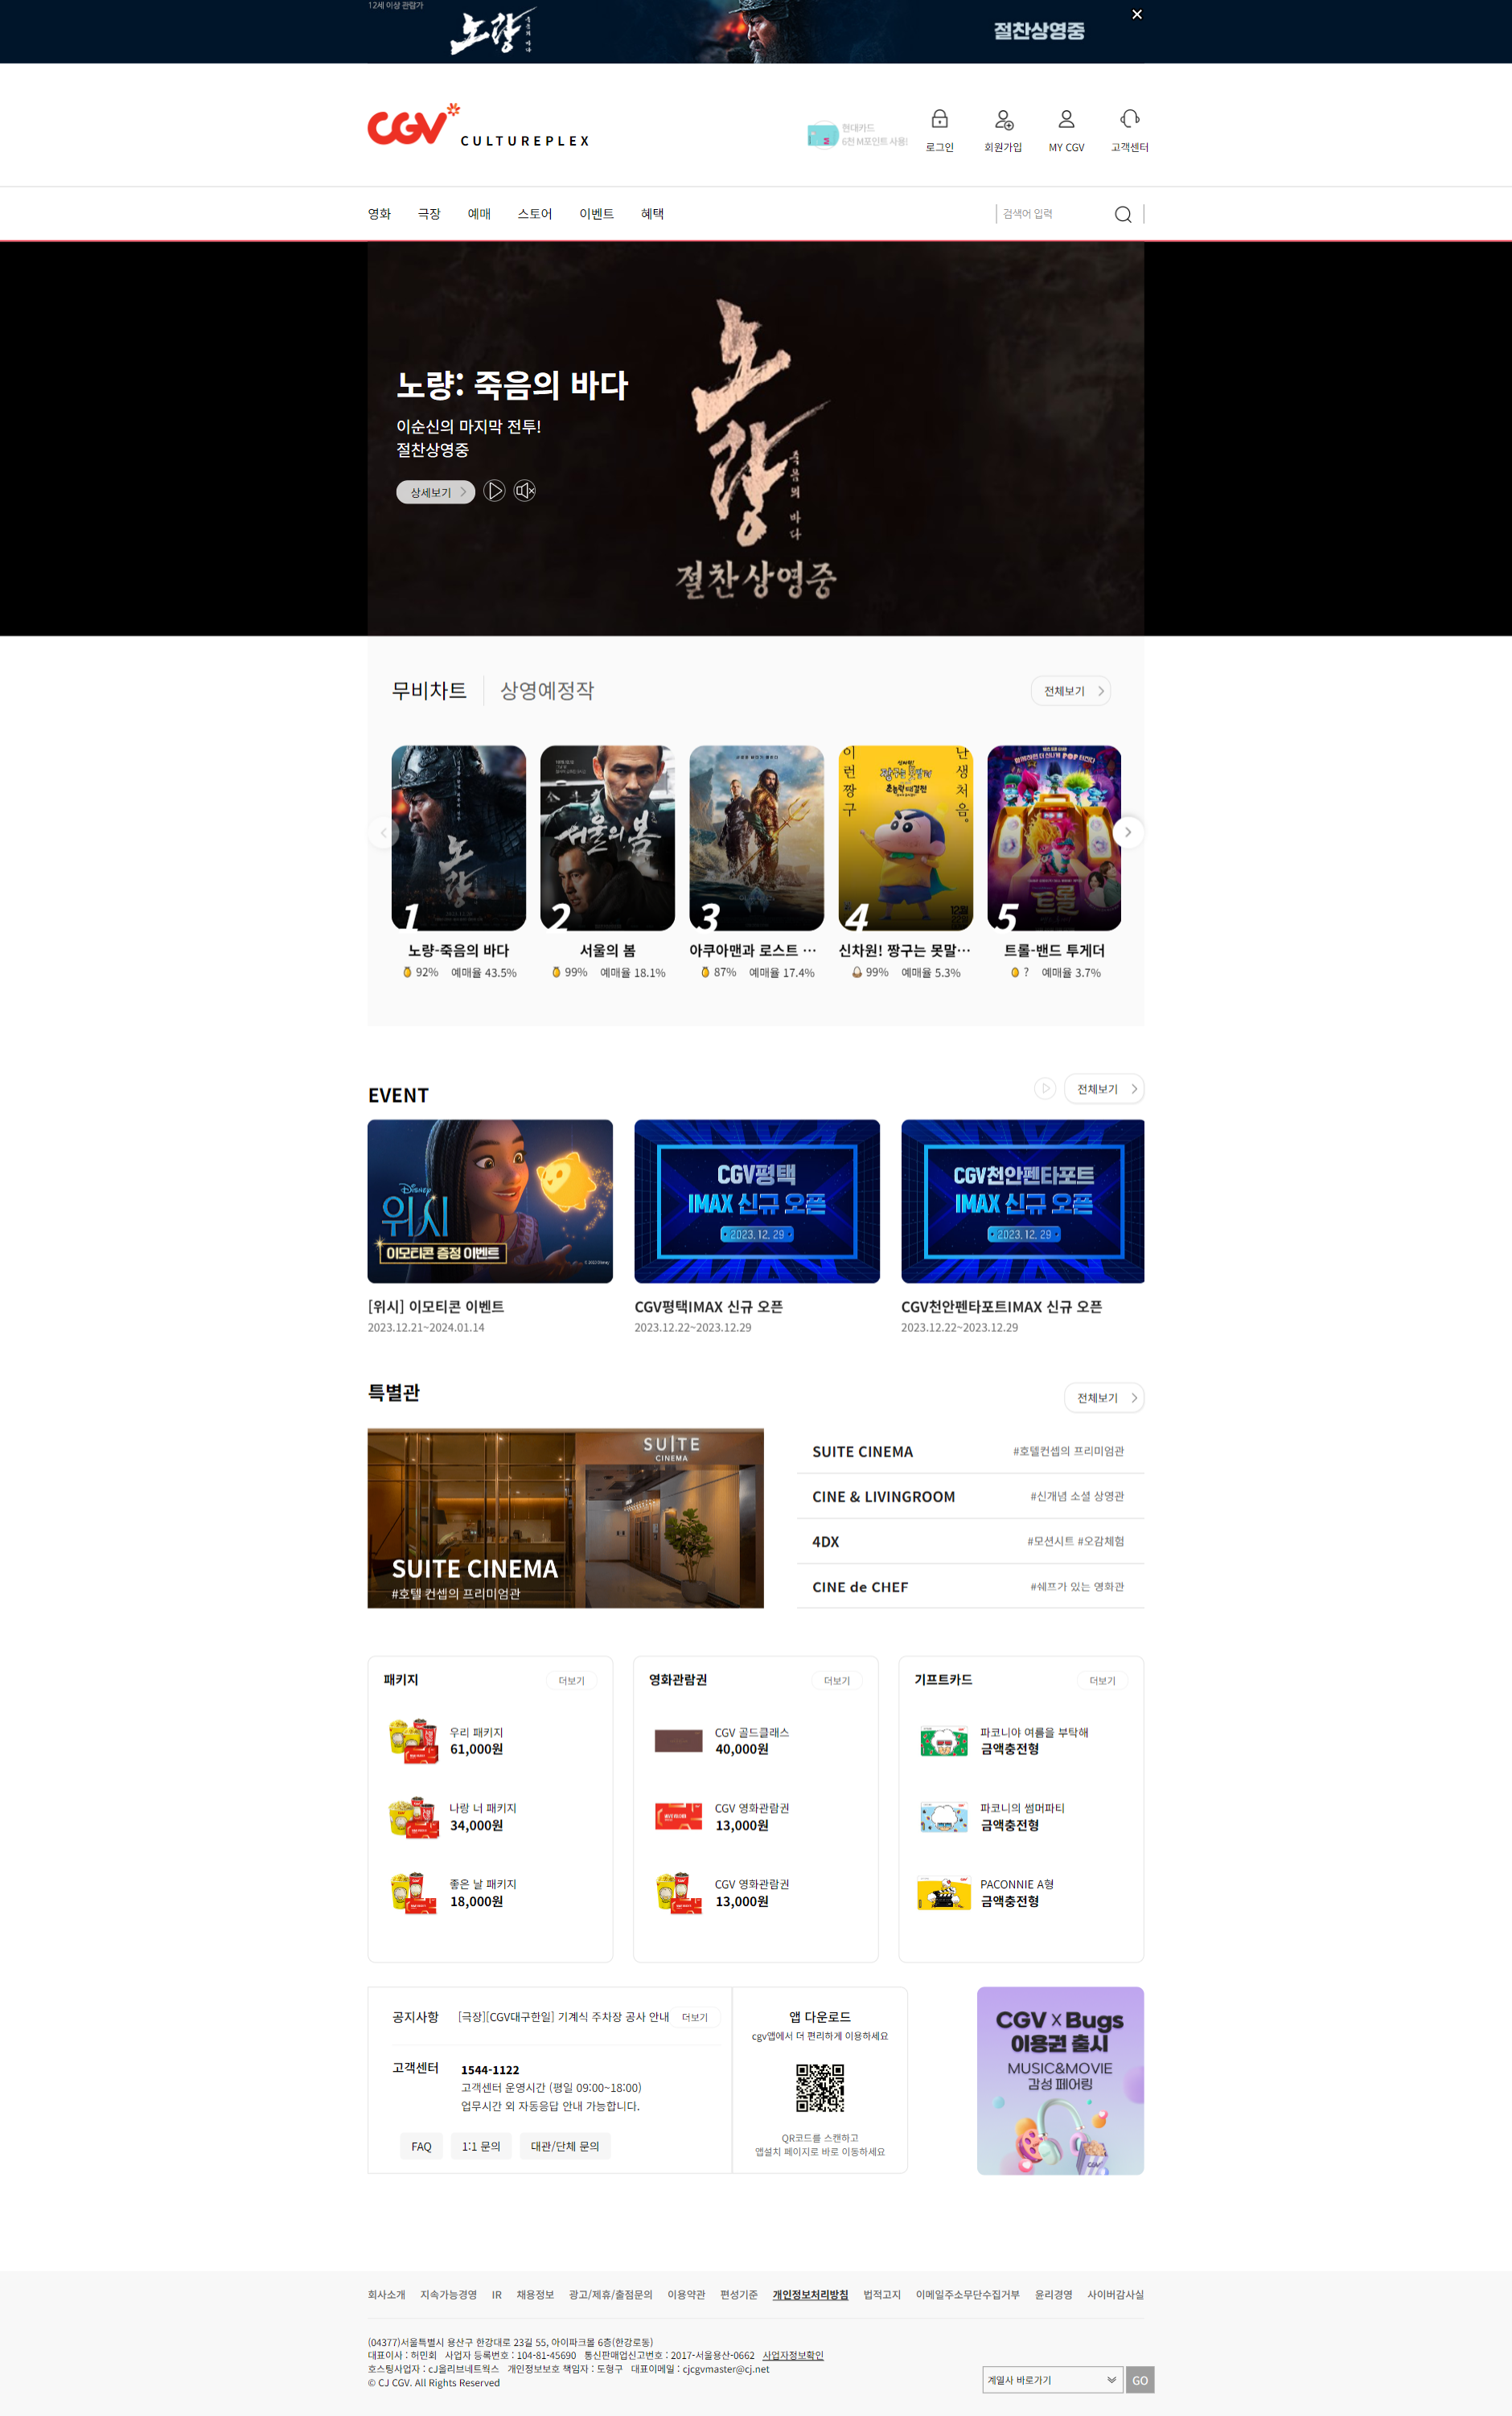 12세 이상 관람가
노량
죽음의 바다
절찬상영중
CGV
CULTUREPLEX
현대카드
6천 M포인트 사용!
로그인
회원가입
MY CGV
고객센터
영화
극장
예매
스토어
이벤트
혜택
검색어 입력
노량: 죽음의 바다
이순신의 마지막 전투!
절찬상영중
상세보기
노량
죽음의 바다
절찬상영중
무비차트
상영예정작
전체보기
노량
서울의 봄
이런 짱구
난생 처음.
초능력 대결전
12월
트롤
1
2
3
4
5
노량-죽음의 바다
92% 예매율 43.5%
서울의 봄
99% 예매율 18.1%
아쿠아맨과 로스트 …
87% 예매율 17.4%
신차원! 짱구는 못말…
99% 예매율 5.3%
트롤-밴드 투게더
? 예매율 3.7%
EVENT
전체보기
Disney
위시
이모티콘 증정 이벤트
CGV평택
IMAX 신규 오픈
2023. 12. 29
CGV천안펜타포트
IMAX 신규 오픈
2023. 12. 29
[위시] 이모티콘 이벤트
2023.12.21~2024.01.14
CGV평택IMAX 신규 오픈
2023.12.22~2023.12.29
CGV천안펜타포트IMAX 신규 오픈
2023.12.22~2023.12.29
특별관
전체보기
SUITE
CINEMA
SUITE CINEMA
#호텔 컨셉의 프리미엄관
SUITE CINEMA #호텔컨셉의 프리미엄관
CINE & LIVINGROOM #신개념 소셜 상영관
4DX #모션시트 #오감체험
CINE de CHEF #쉐프가 있는 영화관
패키지
더보기
우리 패키지
61,000원
나랑 너 패키지
34,000원
좋은 날 패키지
18,000원
영화관람권
더보기
CGV 골드클래스
40,000원
CGV 영화관람권
13,000원
CGV 영화관람권
13,000원
기프트카드
더보기
파코니야 여름을 부탁해
금액충전형
파코니의 썸머파티
금액충전형
PACONNIE A형
금액충전형
공지사항 [극장][CGV대구한일] 기계식 주차장 공사 안내 더보기
고객센터
1544-1122
고객센터 운영시간 (평일 09:00~18:00)
업무시간 외 자동응답 안내 가능합니다.
FAQ
1:1 문의
대관/단체 문의
앱 다운로드
cgv앱에서 더 편리하게 이용하세요
QR코드를 스캔하고
앱설치 페이지로 바로 이동하세요
CGV x Bugs
이용권 출시
MUSIC&MOVIE
감성 페어링
CGV
회사소개 지속가능경영 IR 채용정보 광고/제휴/출점문의 이용약관 편성기준 개인정보처리방침 법적고지 이메일주소무단수집거부 윤리경영 사이버감사실
(04377)서울특별시 용산구 한강대로 23길 55, 아이파크몰 6층(한강로동)
대표이사 : 허민회 사업자 등록번호 : 104-81-45690 통신판매업신고번호 : 2017-서울용산-0662 사업자정보확인
호스팅사업자 : cJ올리브네트웍스 개인정보보호 책임자 : 도형구 대표이메일 : cjcgvmaster@cj.net
© CJ CGV. All Rights Reserved
계열사 바로가기
GO